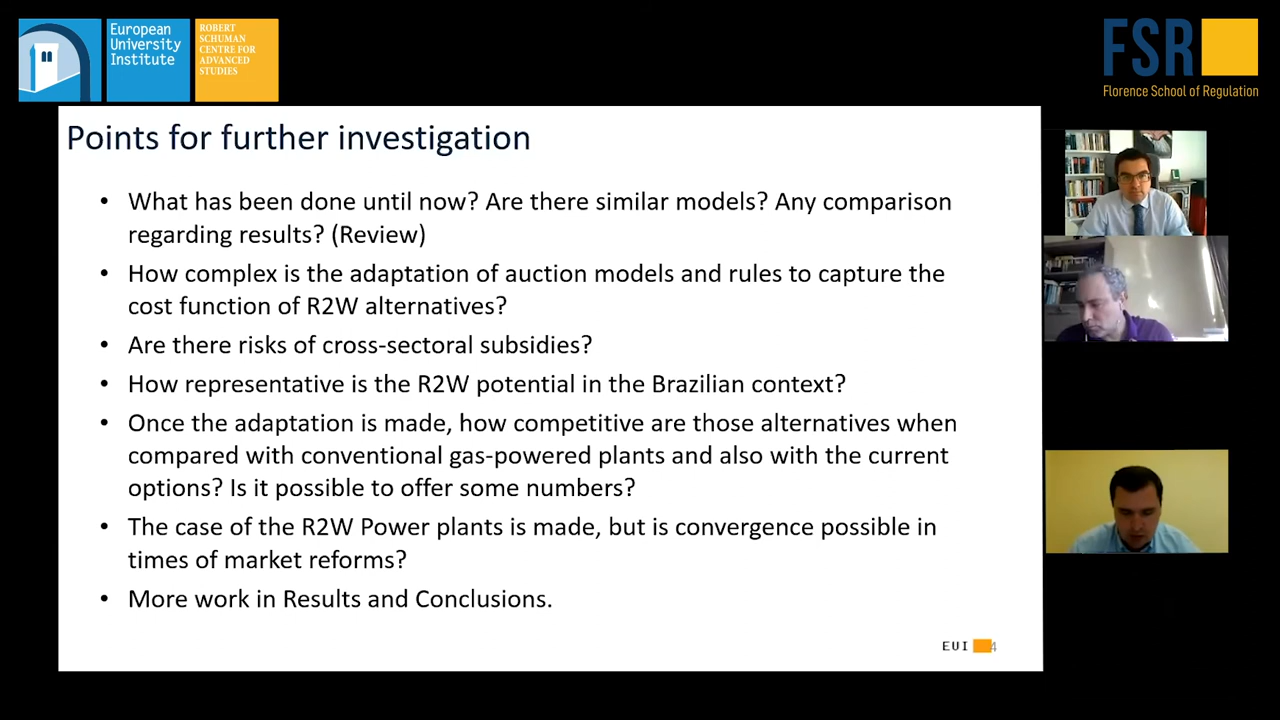 European
University
Institute
ROBERT
SCHUMAN
CENTRE FOR
ADVANCED
STUDIES
FSR
Florence School of Regulation
Points for further investigation
• What has been done until now? Are there similar models? Any comparison
regarding results? (Review)
• How complex is the adaptation of auction models and rules to capture the
cost function of R2W alternatives?
• Are there risks of cross-sectoral subsidies?
• How representative is the R2W potential in the Brazilian context?
• Once the adaptation is made, how competitive are those alternatives when
compared with conventional gas-powered plants and also with the current
options? Is it possible to offer some numbers?
• The case of the R2W Power plants is made, but is convergence possible in
times of market reforms?
• More work in Results and Conclusions.
EUI 4